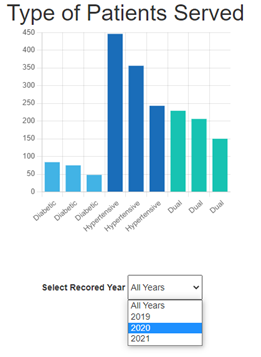 Type of Patients Served
450
400
350
300
250
200
150
100
50
0
Diabetic
Diabetic
Diabetic
Hypertensive
Hypertensive
Hypertensive
Dual
Dual
Dual
Select Recored Year All Years
All Years
2019
2020
2021